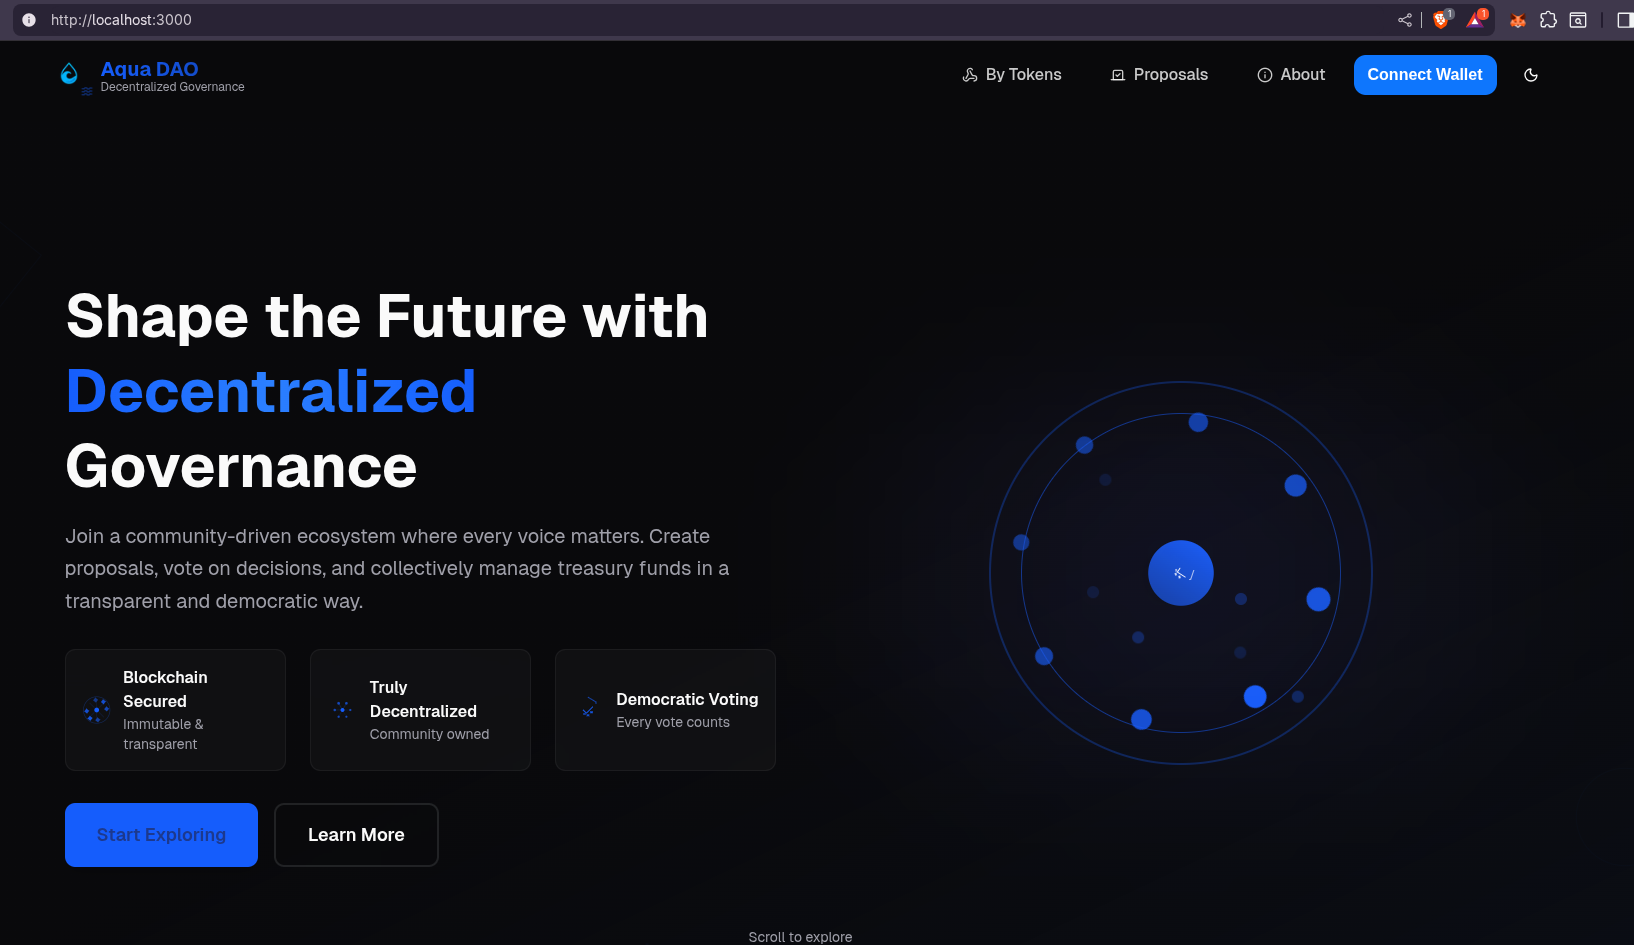 http://localhost:3000
1
1
Aqua DAO
Decentralized Governance
By Tokens
Proposals
About
Connect Wallet
Shape the Future with
Decentralized
Governance
Join a community-driven ecosystem where every voice matters. Create
proposals, vote on decisions, and collectively manage treasury funds in a
transparent and democratic way.
Blockchain
Secured
Immutable &
transparent
Truly
Decentralized
Community owned
Democratic Voting
Every vote counts
Start Exploring
Learn More
Scroll to explore